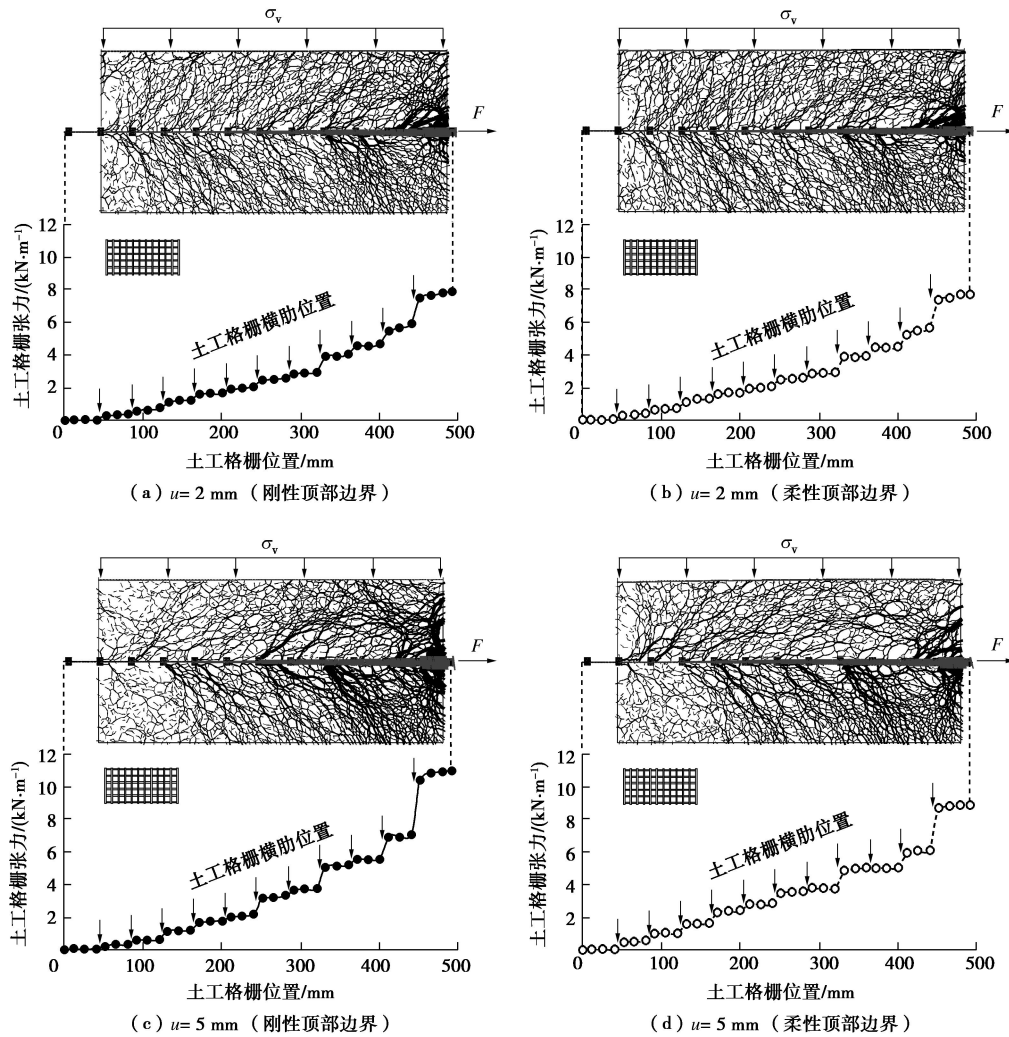 σv
F
12
10
8
6
4
2
0
100
200
300
400
500
土工格栅张力/(kN·m⁻¹)
土工格栅横肋位置
土工格栅位置/mm
（a）u= 2 mm（刚性顶部边界）
σv
F
12
10
8
6
4
2
0
100
200
300
400
500
土工格栅张力/(kN·m⁻¹)
土工格栅横肋位置
土工格栅位置/mm
（b）u= 2 mm（柔性顶部边界）
σv
F
12
10
8
6
4
2
0
100
200
300
400
500
土工格栅张力/(kN·m⁻¹)
土工格栅横肋位置
土工格栅位置/mm
（c）u= 5 mm（刚性顶部边界）
σv
F
12
10
8
6
4
2
0
100
200
300
400
500
土工格栅张力/(kN·m⁻¹)
土工格栅横肋位置
土工格栅位置/mm
（d）u= 5 mm（柔性顶部边界）